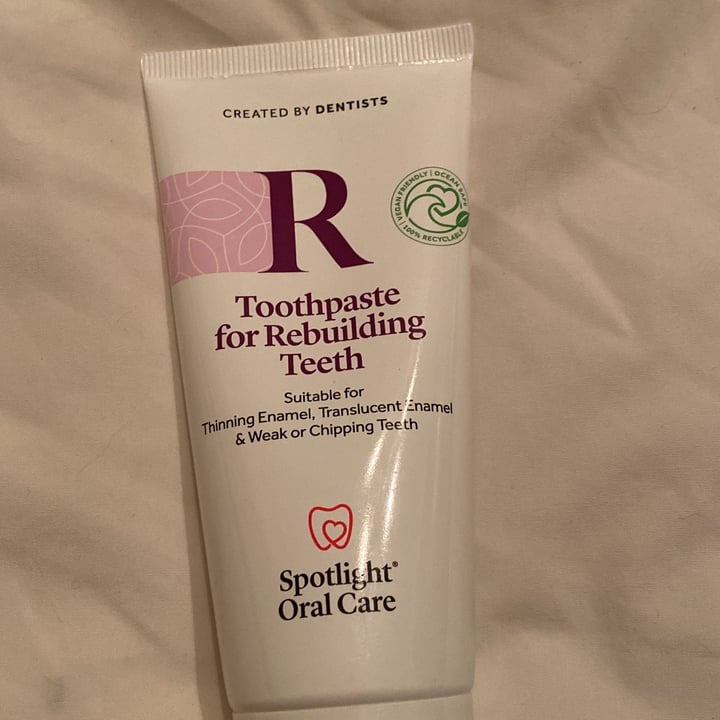 CREATED BY DENTISTS
R
VEGAN FRIENDLY | OCEAN SAFE | 100% RECYCLABLE
Toothpaste
for Rebuilding
Teeth
Suitable for
Thinning Enamel, Translucent Enamel
& Weak or Chipping Teeth
Spotlight®
Oral Care